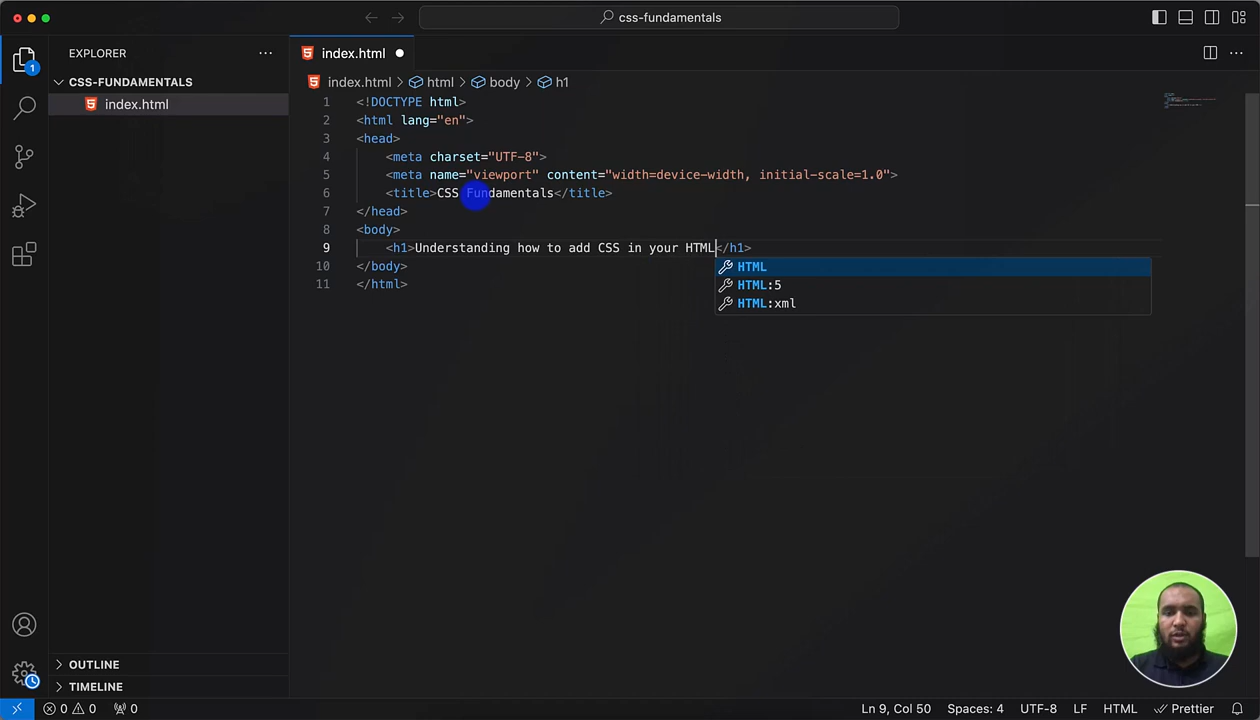 css-fundamentals
EXPLORER
index.html
CSS-FUNDAMENTALS
index.html
1
index.html > html > body > h1
1 <!DOCTYPE html>
2 <html lang="en">
3 <head>
4 <meta charset="UTF-8">
5 <meta name="viewport" content="width=device-width, initial-scale=1.0">
6 <title>CSS Fundamentals</title>
7 </head>
8 <body>
9 <h1>Understanding how to add CSS in your HTML</h1>
HTML
HTML:5
HTML:xml
10 </body>
11 </html>
OUTLINE
TIMELINE
0 0 0 Ln 9, Col 50 Spaces: 4 UTF-8 LF HTML Prettier